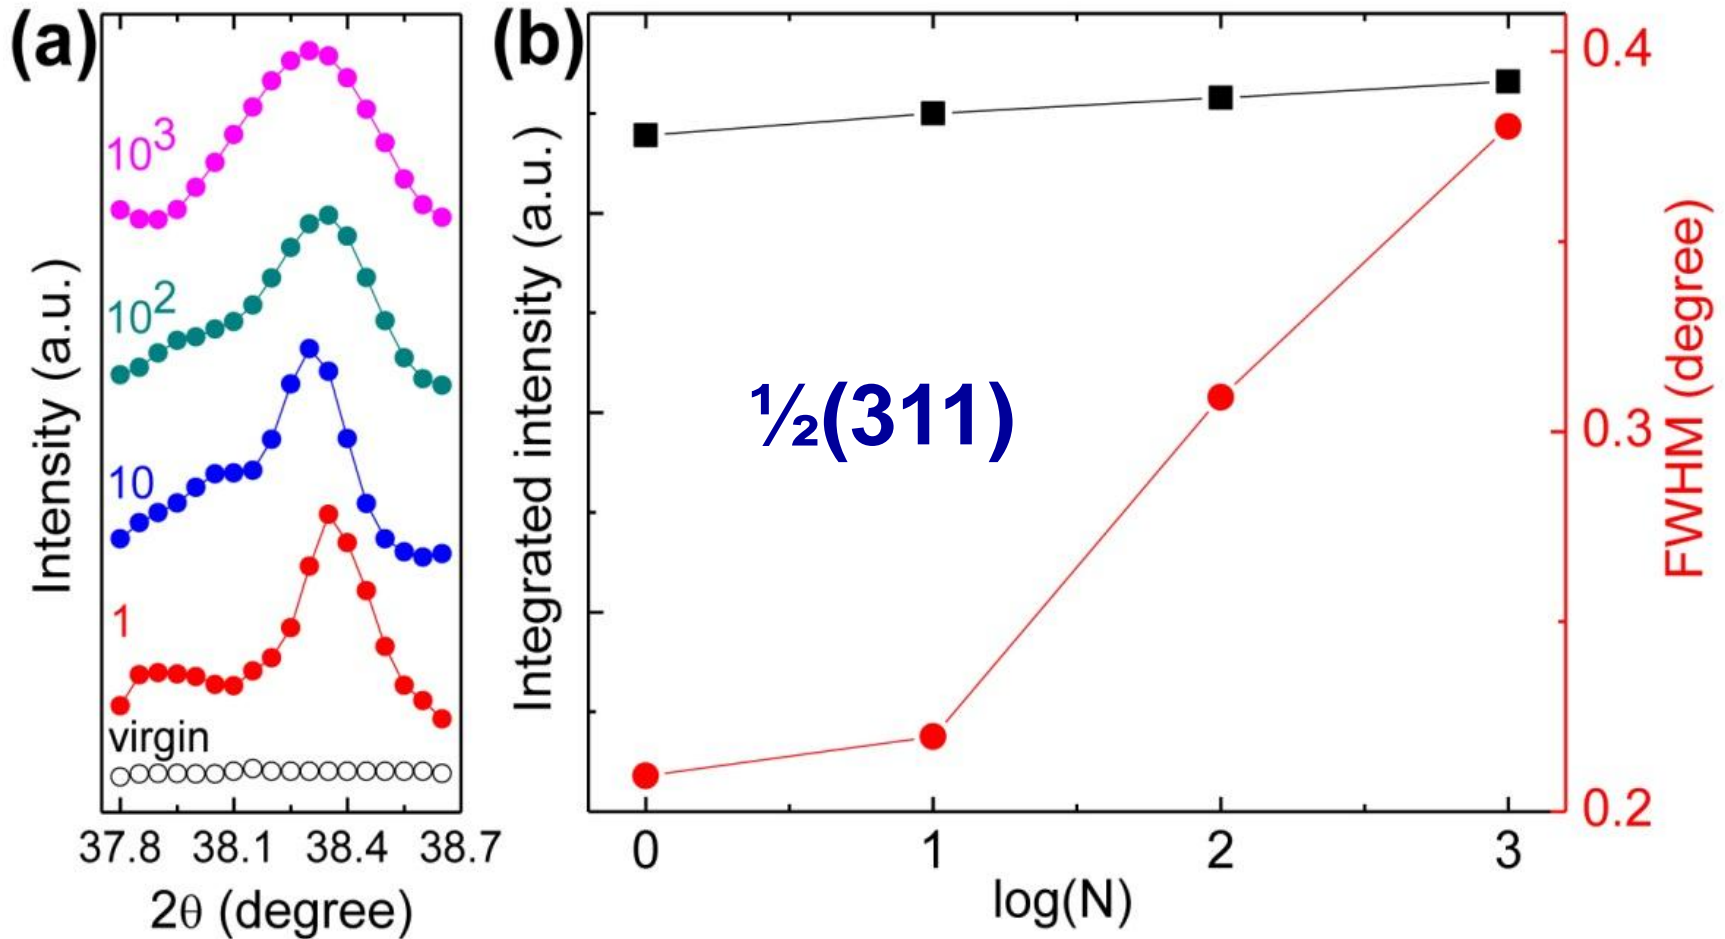 (a)
Intensity (a.u.)
10³
10²
10
1
virgin
37.8 38.1 38.4 38.7
2θ (degree)
(b)
Integrated intensity (a.u.)
½(311)
0 1 2 3
log(N)
0.4
0.3
0.2
FWHM (degree)